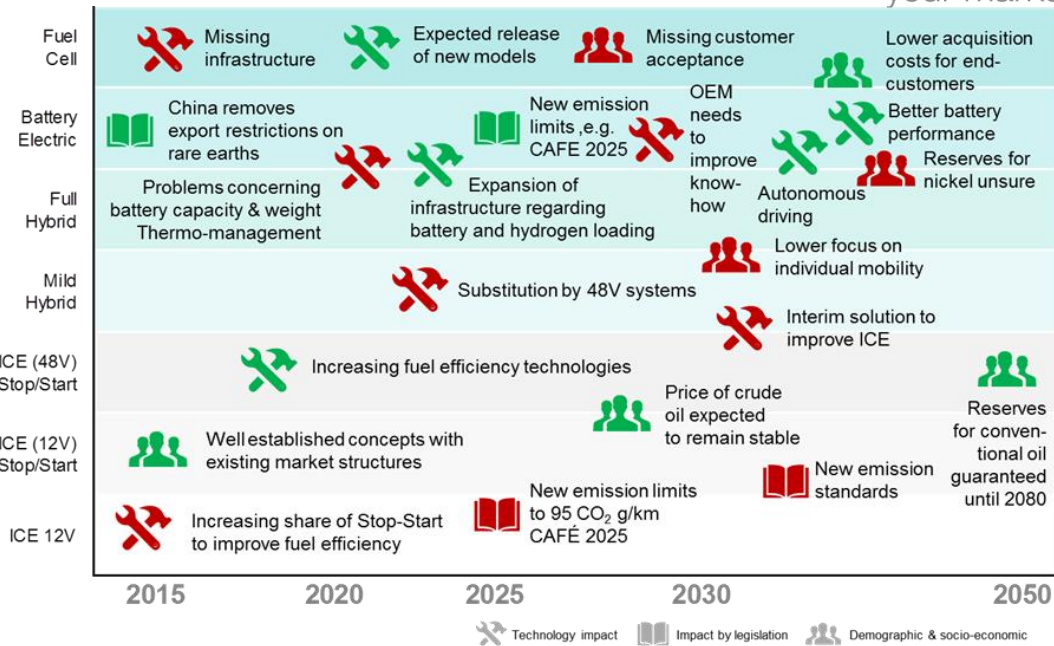 Fuel
Cell
Missing
infrastructure
Expected release
of new models
Missing customer
acceptance
Lower acquisition
costs for end-
customers
Battery
Electric
China removes
export restrictions on
rare earths
New emission
limits ,e.g.
CAFE 2025
OEM
needs
to
improve
know-
how
Better battery
performance
Reserves for
nickel unsure
Full
Hybrid
Problems concerning
battery capacity & weight
Thermo-management
Expansion of
infrastructure regarding
battery and hydrogen loading
Autonomous
driving
Lower focus on
individual mobility
Mild
Hybrid
Substitution by 48V systems
Interim solution to
improve ICE
ICE (48V)
Stop/Start
Increasing fuel efficiency technologies
Price of crude
oil expected
to remain stable
Reserves
for conven-
tional oil
guaranteed
until 2080
ICE (12V)
Stop/Start
Well established concepts with
existing market structures
New emission
standards
ICE 12V
Increasing share of Stop-Start
to improve fuel efficiency
New emission limits
to 95 CO₂ g/km
CAFÉ 2025
2015
2020
2025
2030
2050
Technology impact
Impact by legislation
Demographic & socio-economic